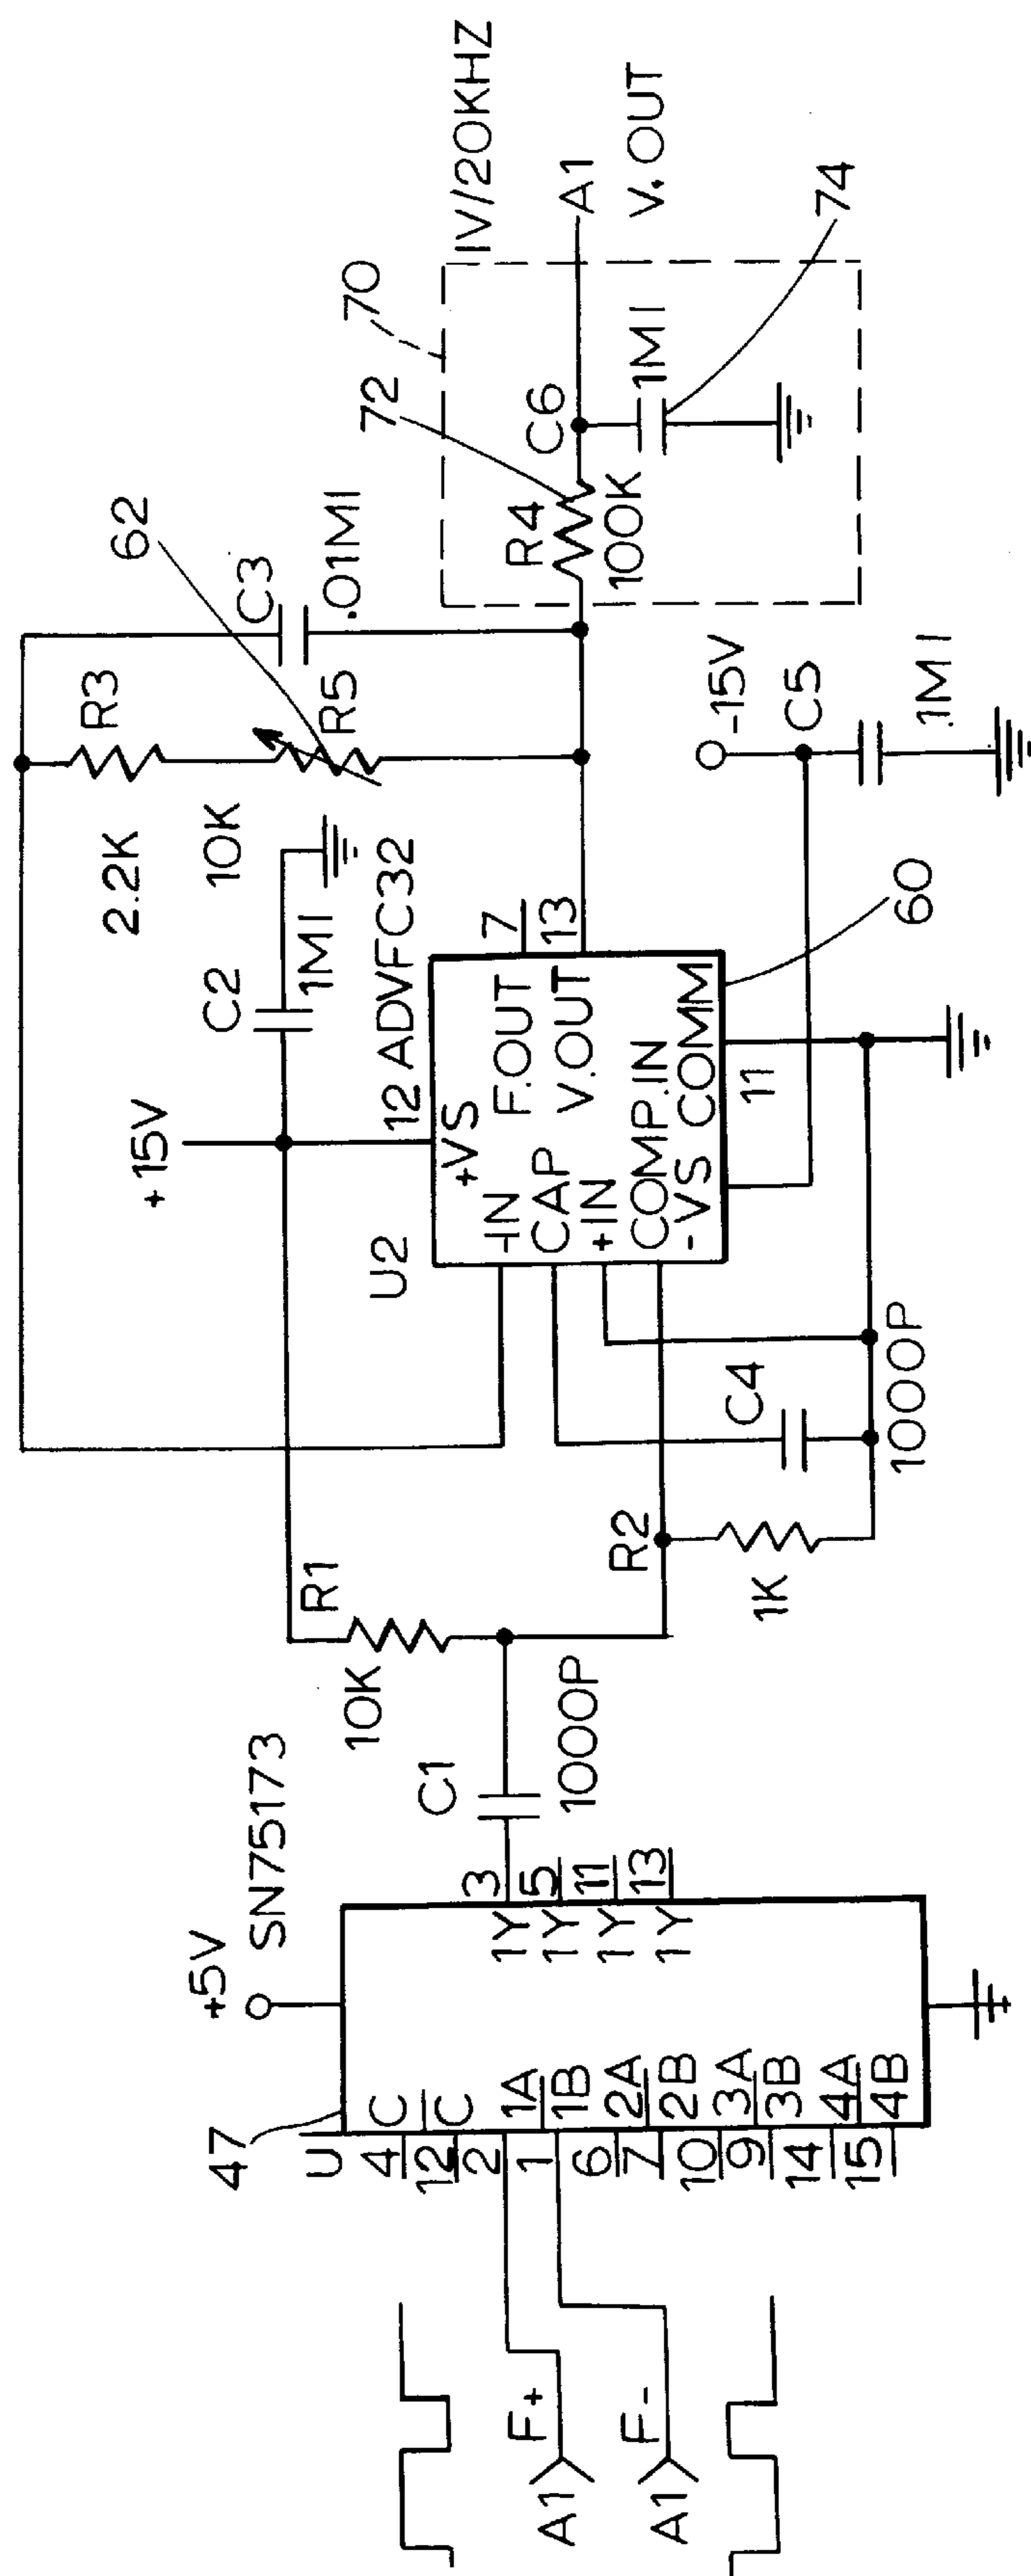 A1
F+
A1
F-
47
U
4
12
2
1
6
7
10
9
14
15
C
C
1A
1B
2A
2B
3A
3B
4A
4B
+5V
SN75173
1Y
1Y
1Y
1Y
3
5
11
13
C1
1000P
10K
R1
R2
1K
C4
1000P
U2
+15V
12 ADVFC32
+VS
-IN
CAP
+IN
COMP.IN
-VS
COMM
F.OUT
V.OUT
7
13
11
60
C2
1MI
2.2K
R3
10K
R5
62
C3
.01MI
-15V
C5
.1MI
70
72
R4
100K
C6
1MI
74
1V/20KHZ
A1
V.OUT